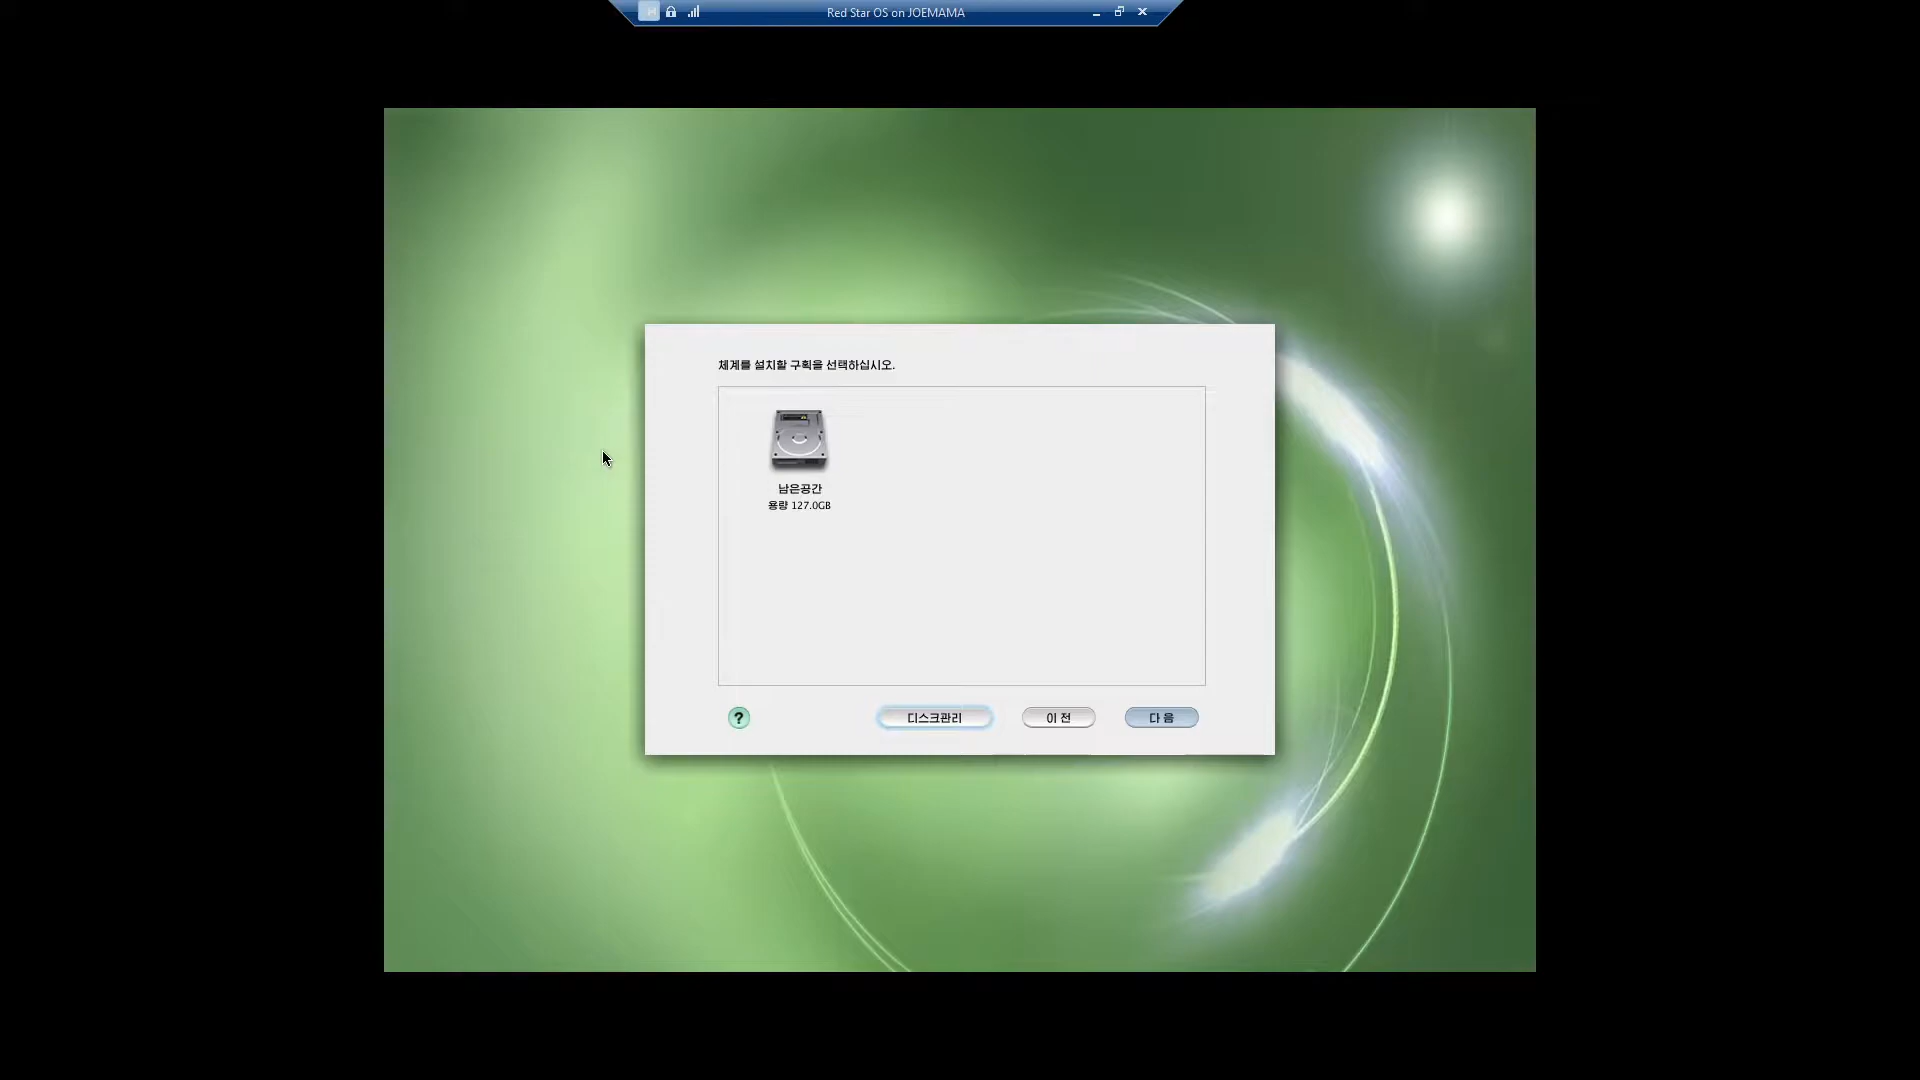 Red Star OS on JOEMAMA
체계를 설치할 구획을 선택하십시오.
남은공간
용량 127.0GB
?
디스크관리
이 전
다 음